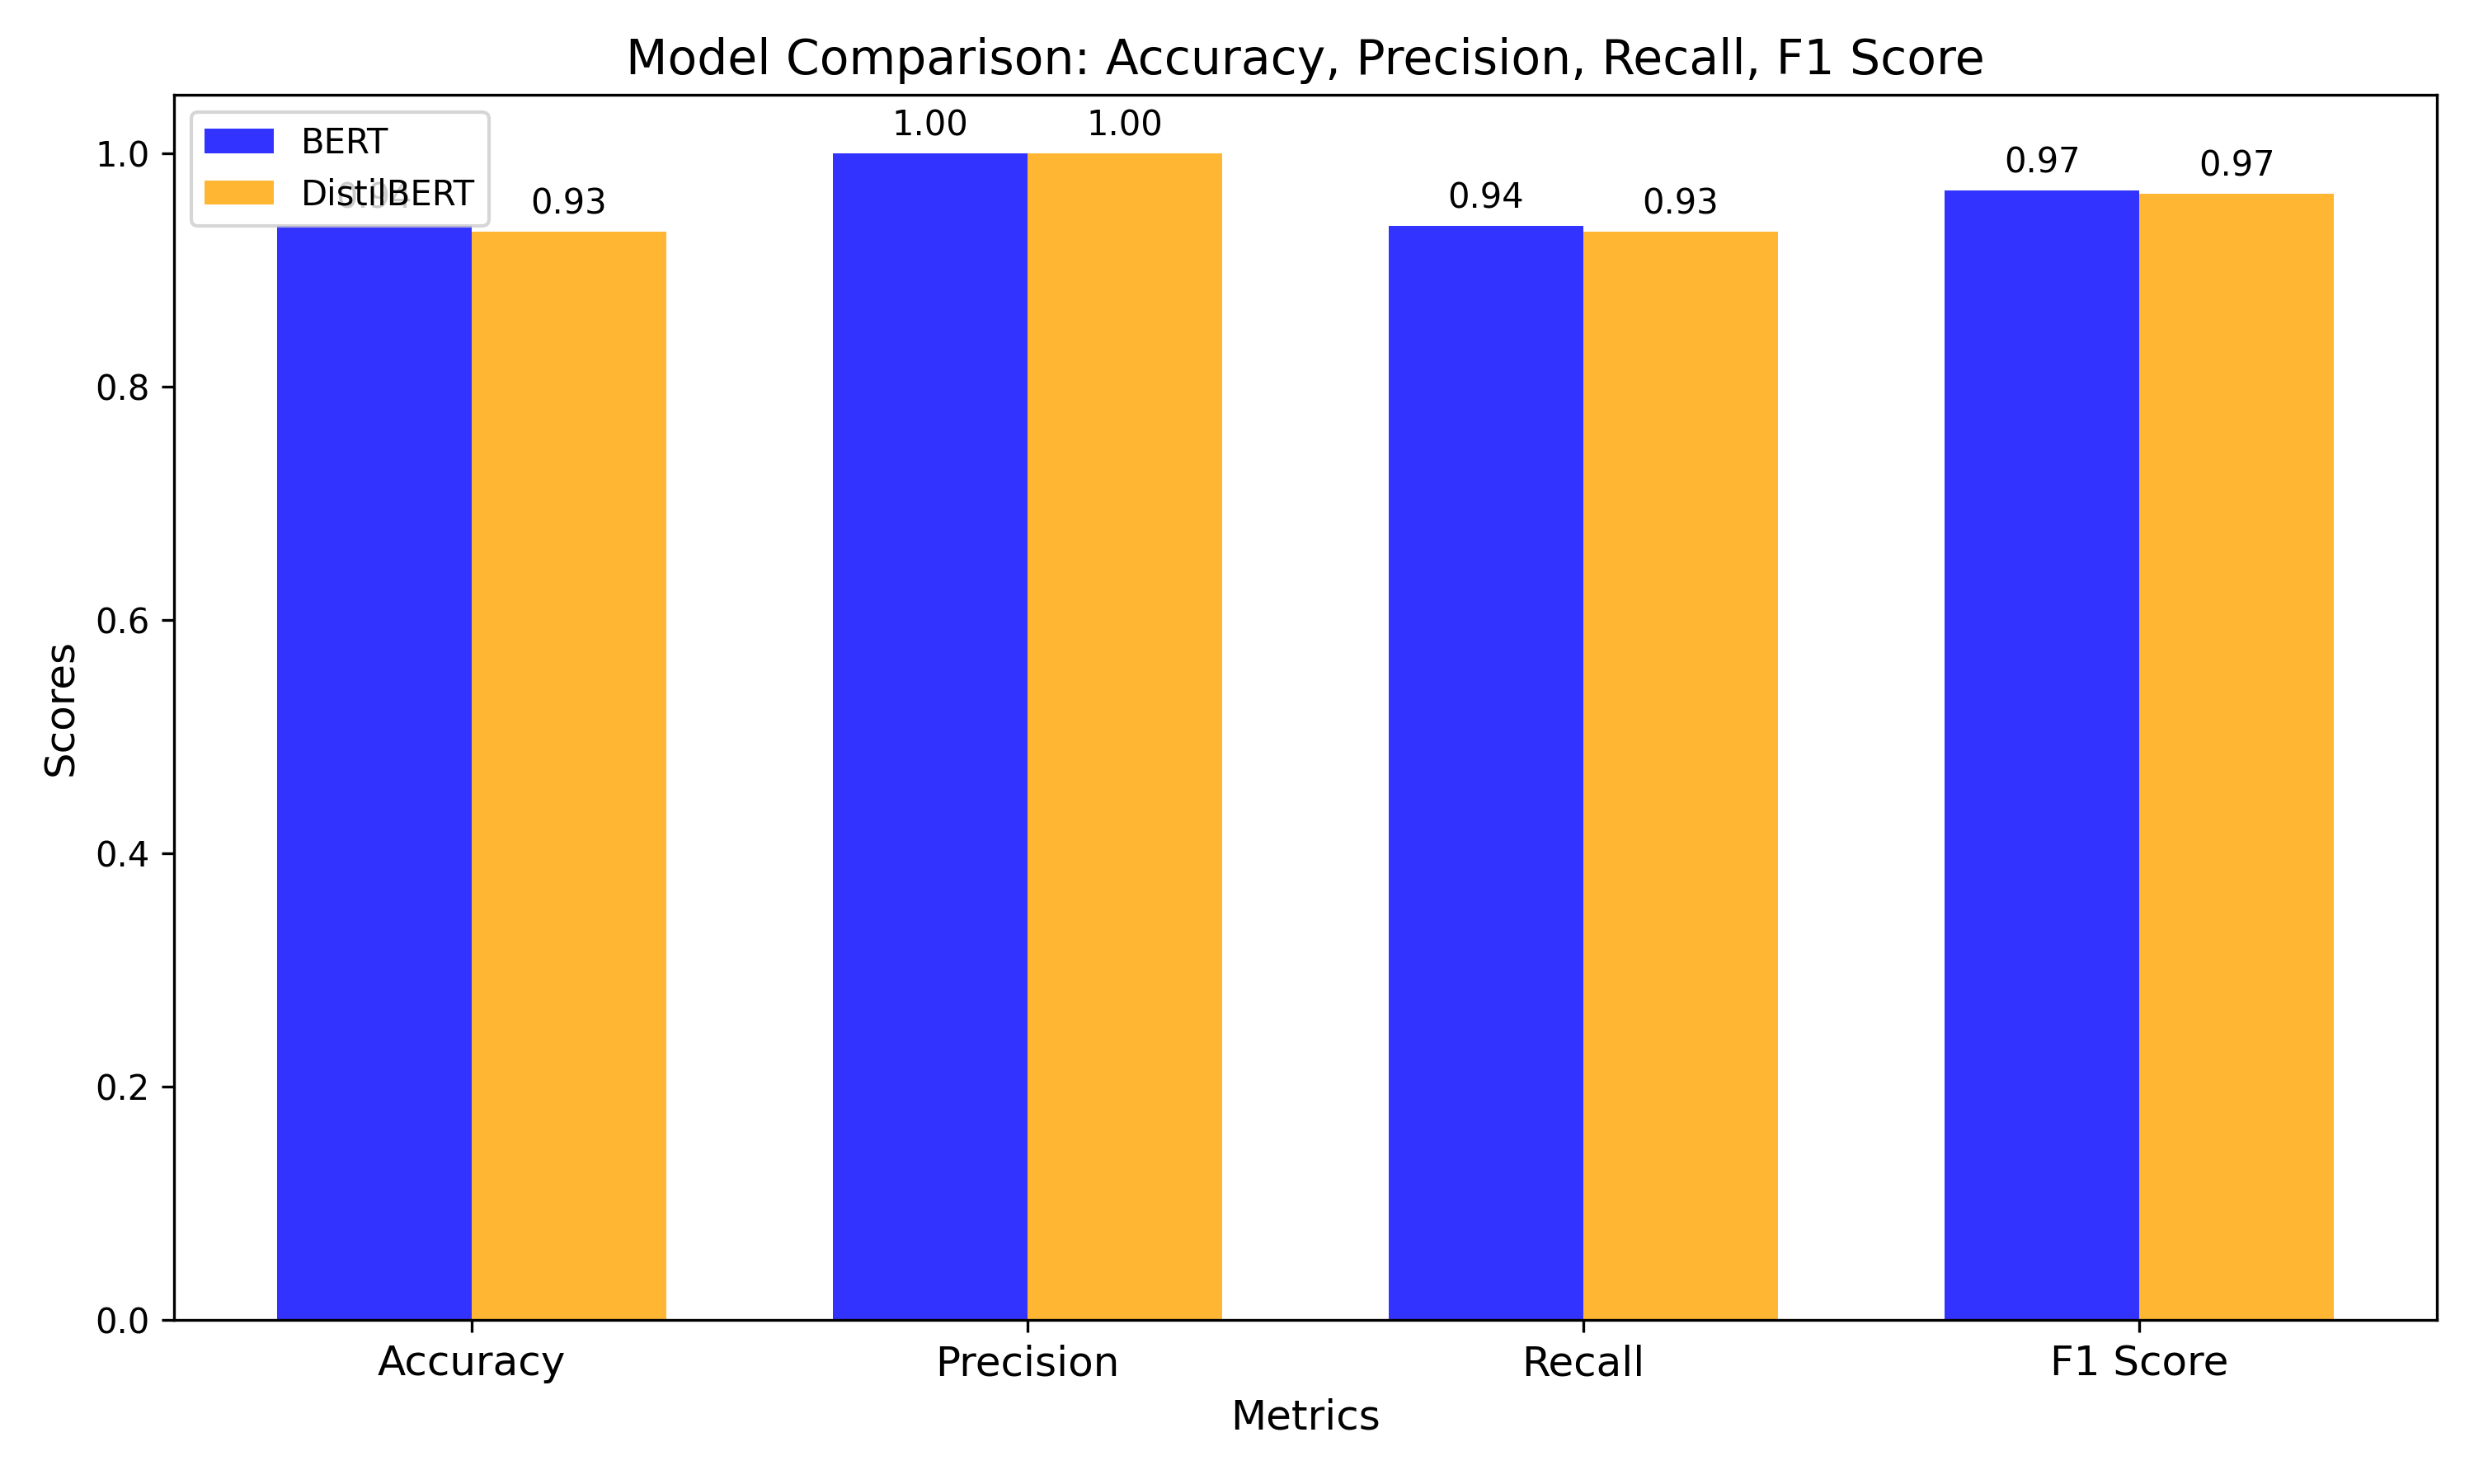 Model Comparison: Accuracy, Precision, Recall, F1 Score
BERT
DistilBERT
0.94
0.93
1.00
1.00
0.94
0.93
0.97
0.97
1.0
0.8
0.6
0.4
0.2
0.0
Scores
Accuracy
Precision
Recall
F1 Score
Metrics